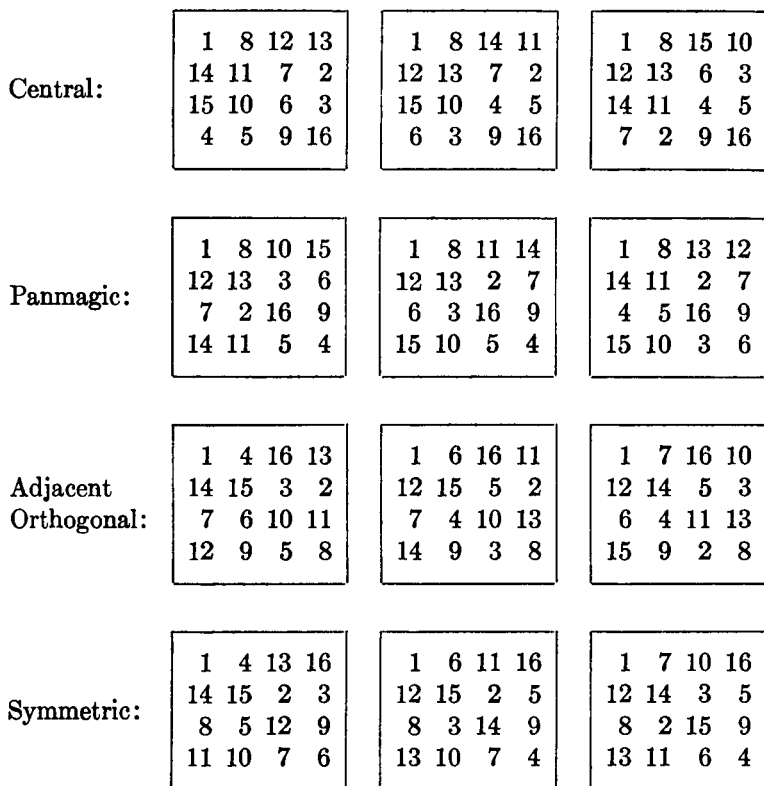 Central:
1 8 12 13 1 8 14 11 1 8 15 10
14 11 7 2 12 13 7 2 12 13 6 3
15 10 6 3 15 10 4 5 14 11 4 5
4 5 9 16 6 3 9 16 7 2 9 16
Panmagic:
1 8 10 15 1 8 11 14 1 8 13 12
12 13 3 6 12 13 2 7 14 11 2 7
7 2 16 9 6 3 16 9 4 5 16 9
14 11 5 4 15 10 5 4 15 10 3 6
Adjacent
Orthogonal:
1 4 16 13 1 6 16 11 1 7 16 10
14 15 3 2 12 15 5 2 12 14 5 3
7 6 10 11 7 4 10 13 6 4 11 13
12 9 5 8 14 9 3 8 15 9 2 8
Symmetric:
1 4 13 16 1 6 11 16 1 7 10 16
14 15 2 3 12 15 2 5 12 14 3 5
8 5 12 9 8 3 14 9 8 2 15 9
11 10 7 6 13 10 7 4 13 11 6 4